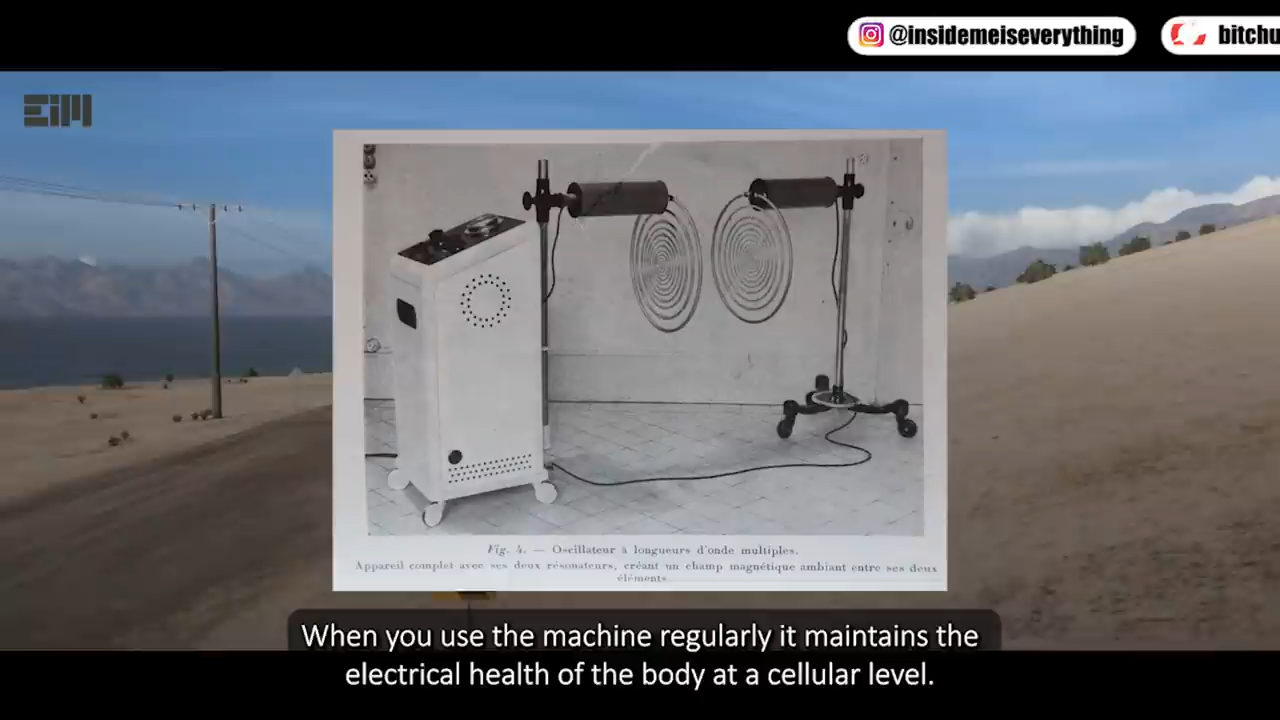 @insidemeiseverything
bitchu
EiM
Fig. 4. — Oscillateur à longueurs d'onde multiples.
Appareil complet avec ses deux résonateurs, créant un champ magnétique ambiant entre ses deux
éléments.
When you use the machine regularly it maintains the
electrical health of the body at a cellular level.